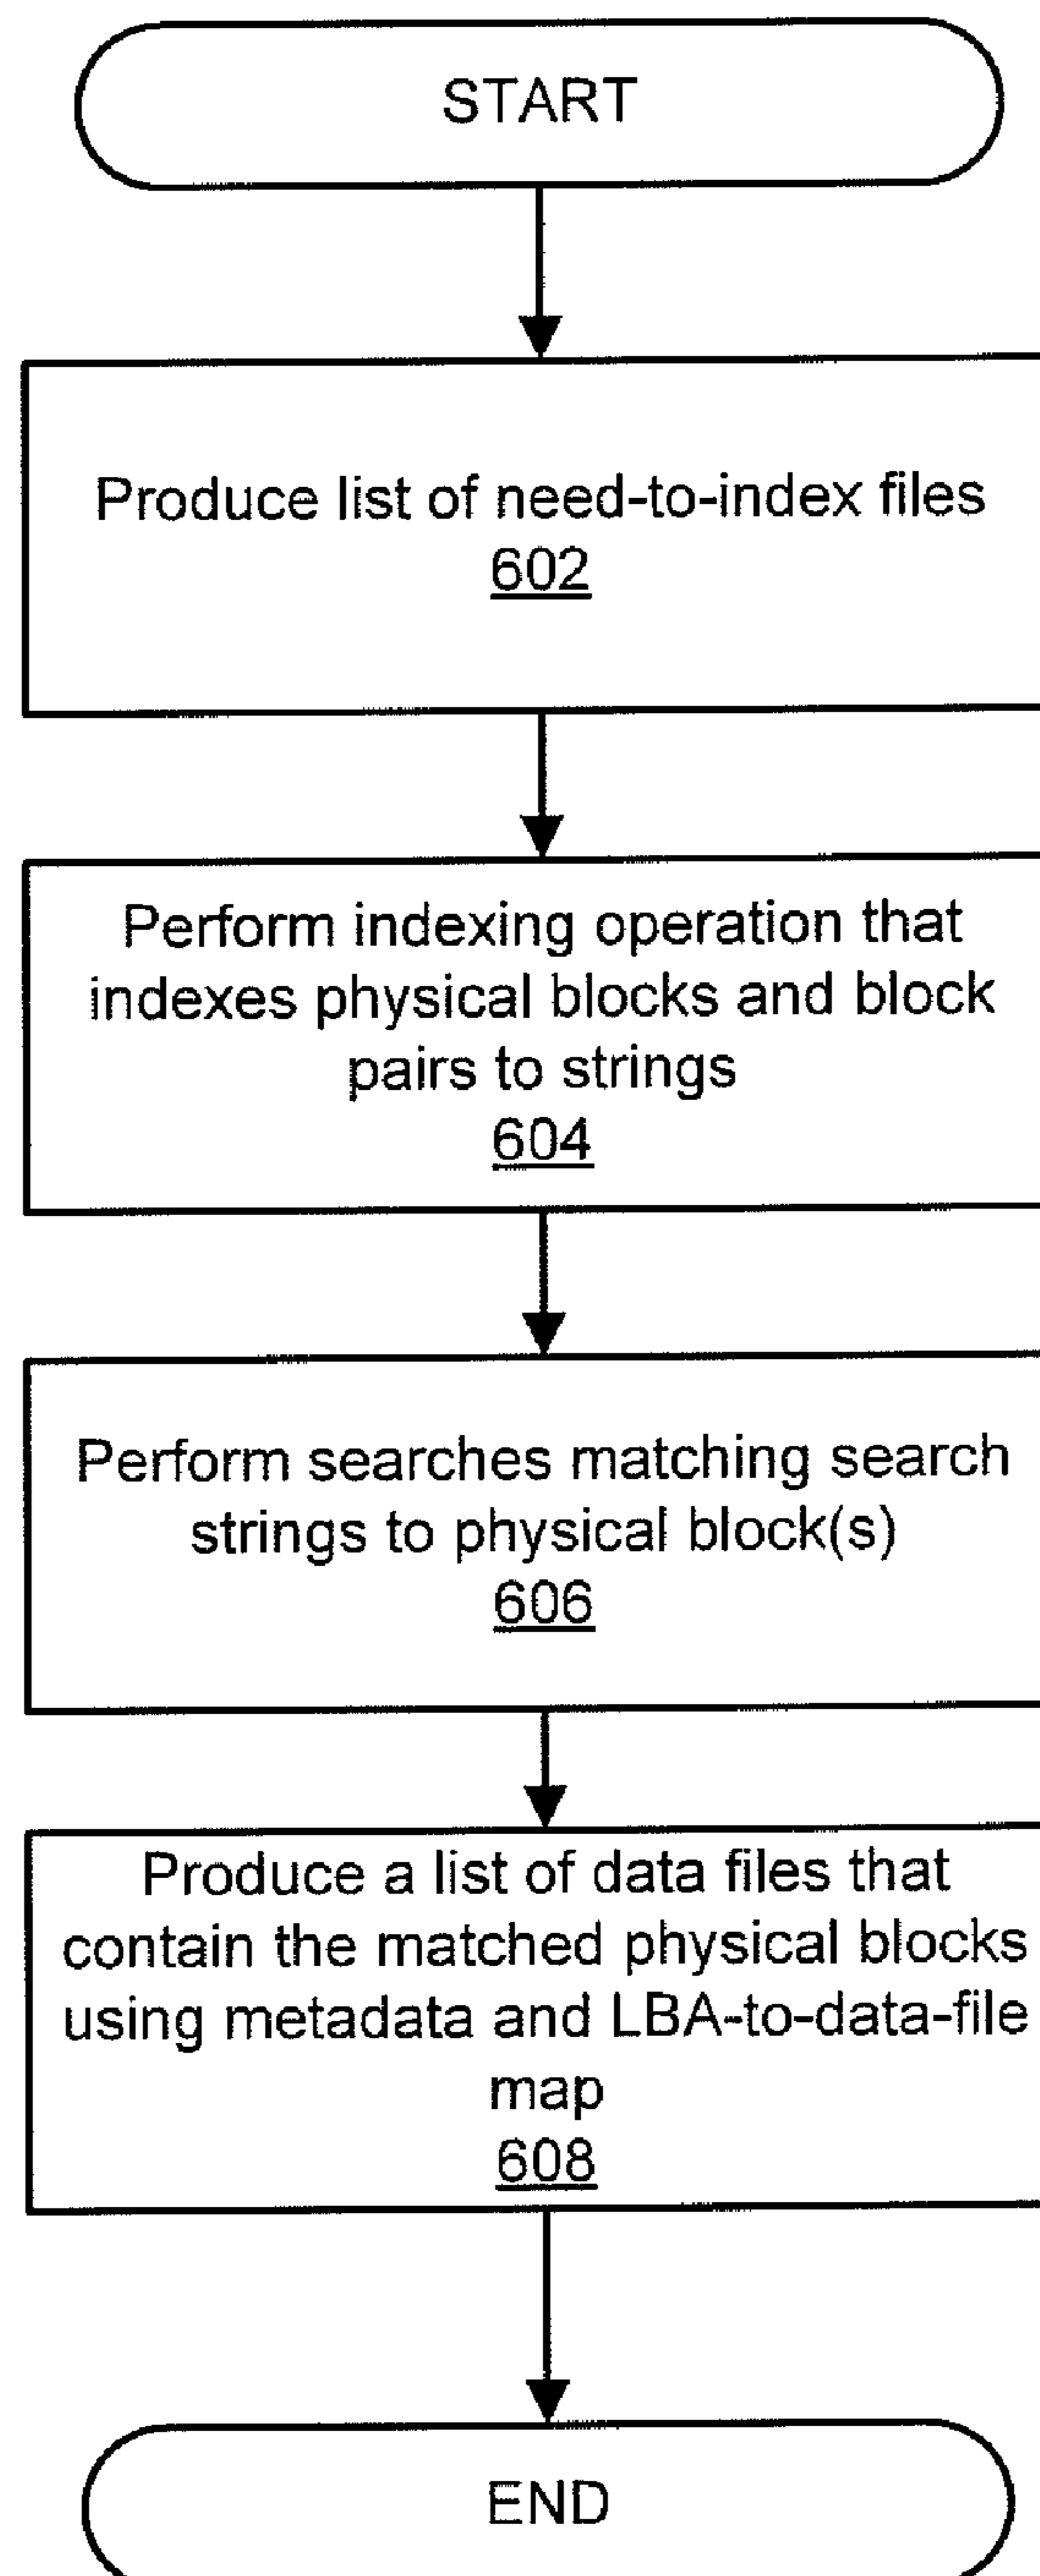 START
Produce list of need-to-index files
602
Perform indexing operation that
indexes physical blocks and block
pairs to strings
604
Perform searches matching search
strings to physical block(s)
606
Produce a list of data files that
contain the matched physical blocks
using metadata and LBA-to-data-file
map
608
END